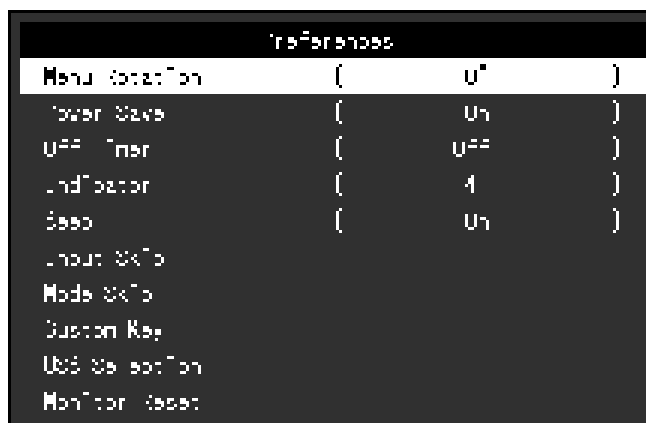 Preferences
Menu Rotation ( 0° )
Power Save ( On )
Off Timer ( Off )
Indicator ( 4 )
Beep ( On )
Input Skip
Mode Skip
Custom Key
USB Selection
Monitor Reset